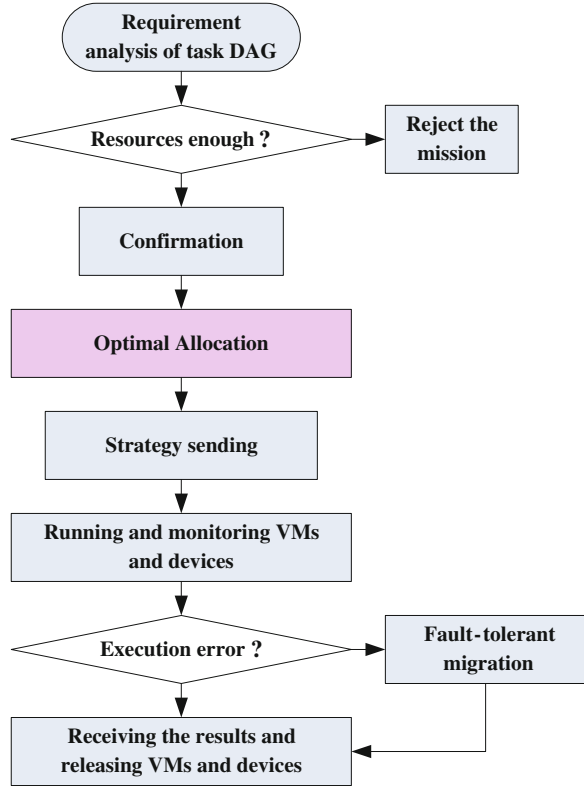 Requirement
analysis of task DAG
Resources enough ?
Reject the
mission
Confirmation
Optimal Allocation
Strategy sending
Running and monitoring VMs
and devices
Execution error ?
Fault-tolerant
migration
Receiving the results and
releasing VMs and devices